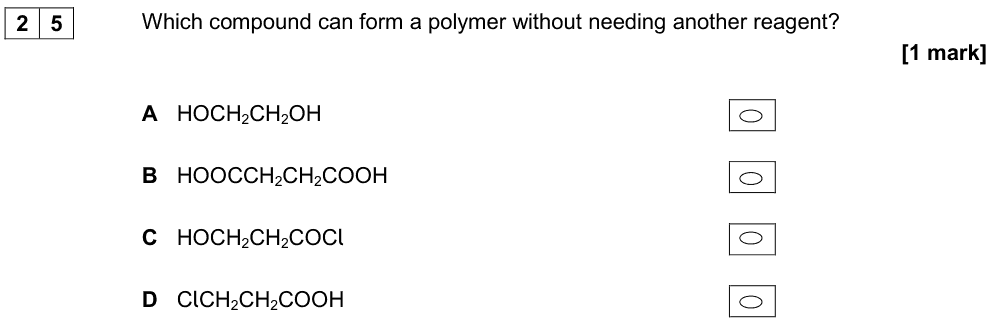 2 5 Which compound can form a polymer without needing another reagent?
[1 mark]
A HOCH₂CH₂OH
B HOOCCH₂CH₂COOH
C HOCH₂CH₂COCl
D ClCH₂CH₂COOH